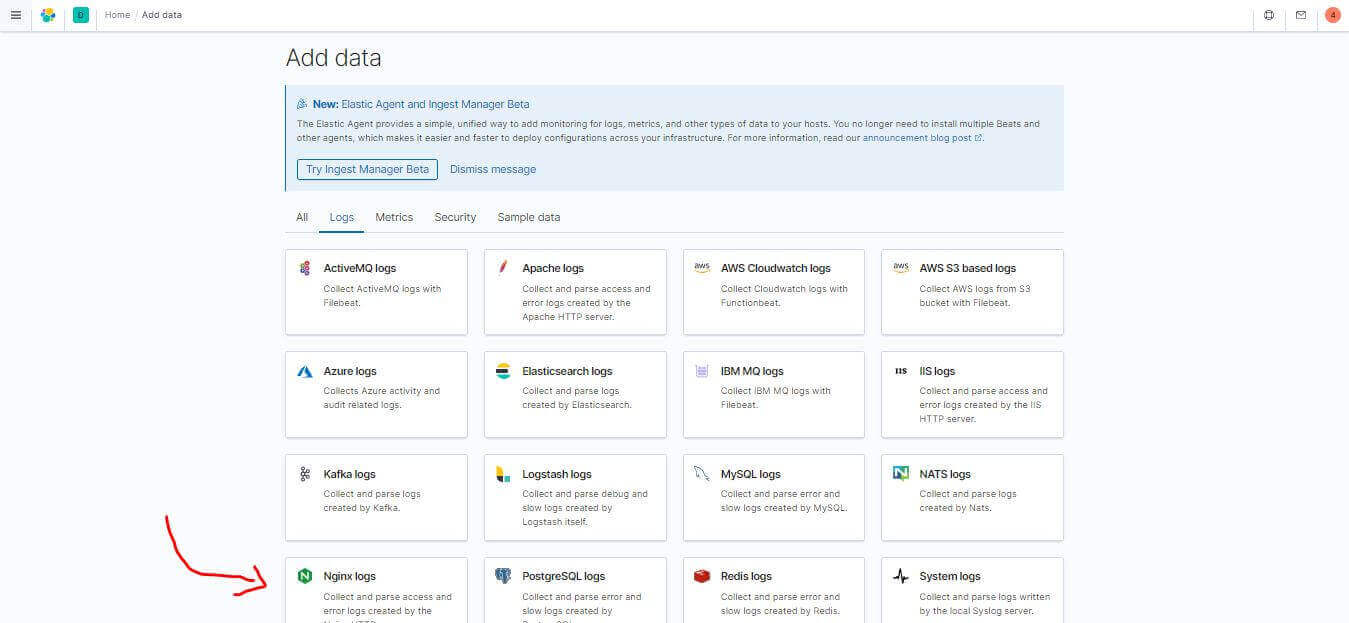 D Home / Add data 4
Add data
New: Elastic Agent and Ingest Manager Beta
The Elastic Agent provides a simple, unified way to add monitoring for logs, metrics, and other types of data to your hosts. You no longer need to install multiple Beats and
other agents, which makes it easier and faster to deploy configurations across your infrastructure. For more information, read our announcement blog post.
Try Ingest Manager Beta Dismiss message
All Logs Metrics Security Sample data
ActiveMQ logs
Collect ActiveMQ logs with
Filebeat.
Apache logs
Collect and parse access and
error logs created by the
Apache HTTP server.
aws AWS Cloudwatch logs
Collect Cloudwatch logs with
Functionbeat.
aws AWS S3 based logs
Collect AWS logs from S3
bucket with Filebeat.
Azure logs
Collects Azure activity and
audit related logs.
Elasticsearch logs
Collect and parse logs
created by Elasticsearch.
IBM MQ logs
Collect IBM MQ logs with
Filebeat.
IIS IIS logs
Collect and parse access and
error logs created by the IIS
HTTP server.
Kafka logs
Collect and parse logs
created by Kafka.
Logstash logs
Collect and parse debug and
slow logs created by
Logstash itself.
MySQL logs
Collect and parse error and
slow logs created by MySQL.
N NATS logs
Collect and parse logs
created by Nats.
N Nginx logs
Collect and parse access and
error logs created by the
Nginx HTTP
PostgreSQL logs
Collect and parse error and
slow logs created by
Redis logs
Collect and parse error and
slow logs created by Redis.
System logs
Collect and parse logs written
by the local Syslog server.